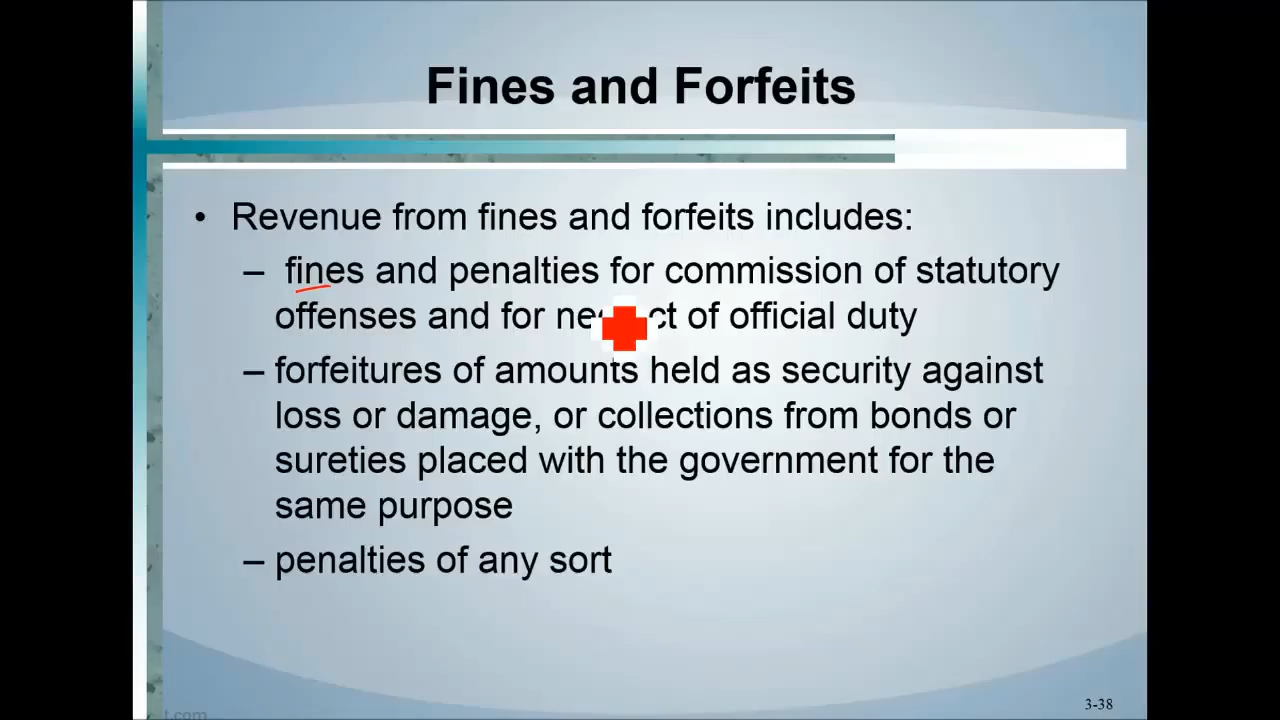 Fines and Forfeits
• Revenue from fines and forfeits includes:
– fines and penalties for commission of statutory
offenses and for of official duty
– forfeitures of amounts held as security against
loss or damage, or collections from bonds or
sureties placed with the government for the
same purpose
– penalties of any sort
3-38
t.com